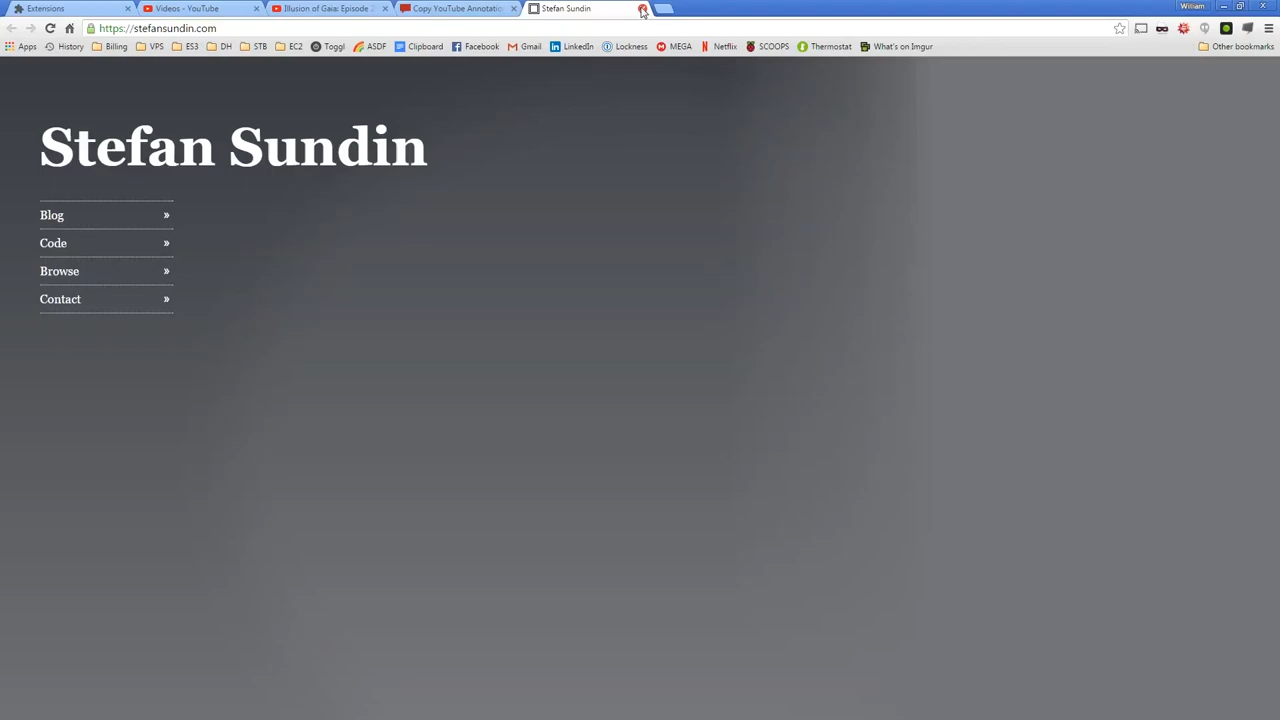 Extensions
Videos - YouTube
Illusion of Gaia: Episode 2
Copy YouTube Annotatio
Stefan Sundin
William
https://stefansundin.com
Apps History Billing VPS ES3 DH STB EC2 Toggl ASDF Clipboard Facebook Gmail LinkedIn Lockness MEGA Netflix SCOOPS Thermostat What's on Imgur Other bookmarks
Stefan Sundin
Blog »
Code »
Browse »
Contact »